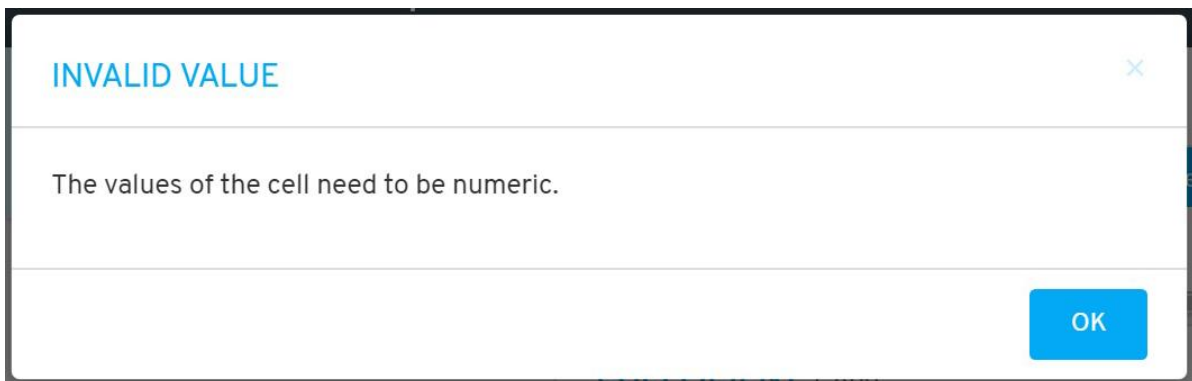 INVALID VALUE
×
The values of the cell need to be numeric.
OK